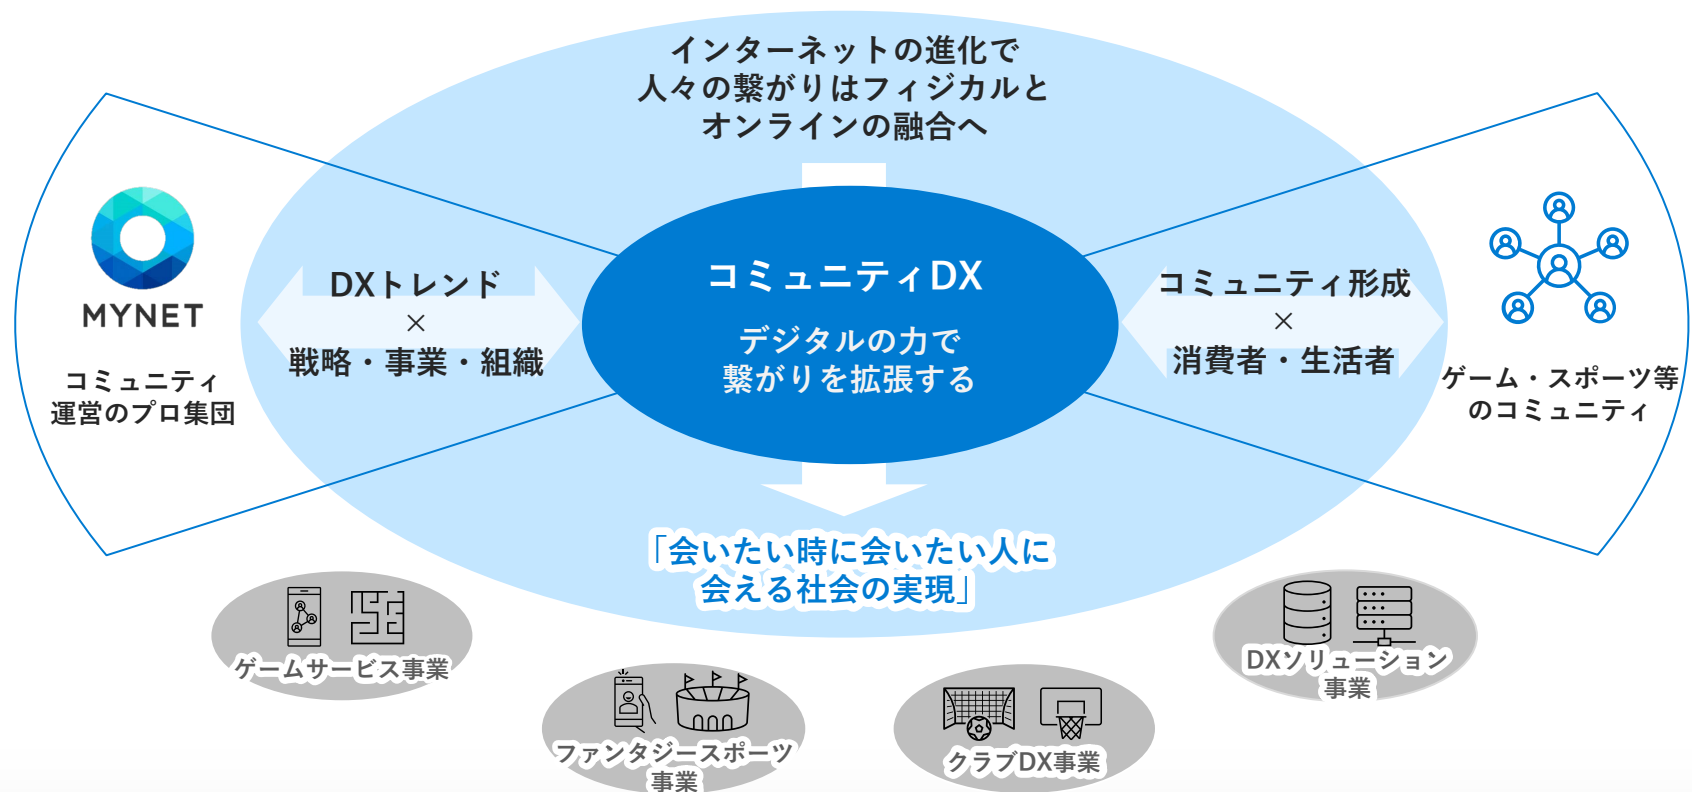 インターネットの進化で
人々の繋がりはフィジカルと
オンラインの融合へ
MYNET
コミュニティ
運営のプロ集団
DXトレンド
×
戦略・事業・組織
コミュニティDX
デジタルの力で
繋がりを拡張する
コミュニティ形成
×
消費者・生活者
ゲーム・スポーツ等
のコミュニティ
「会いたい時に会いたい人に
会える社会の実現」
ゲームサービス事業
ファンタジースポーツ
事業
クラブDX事業
DXソリューション
事業